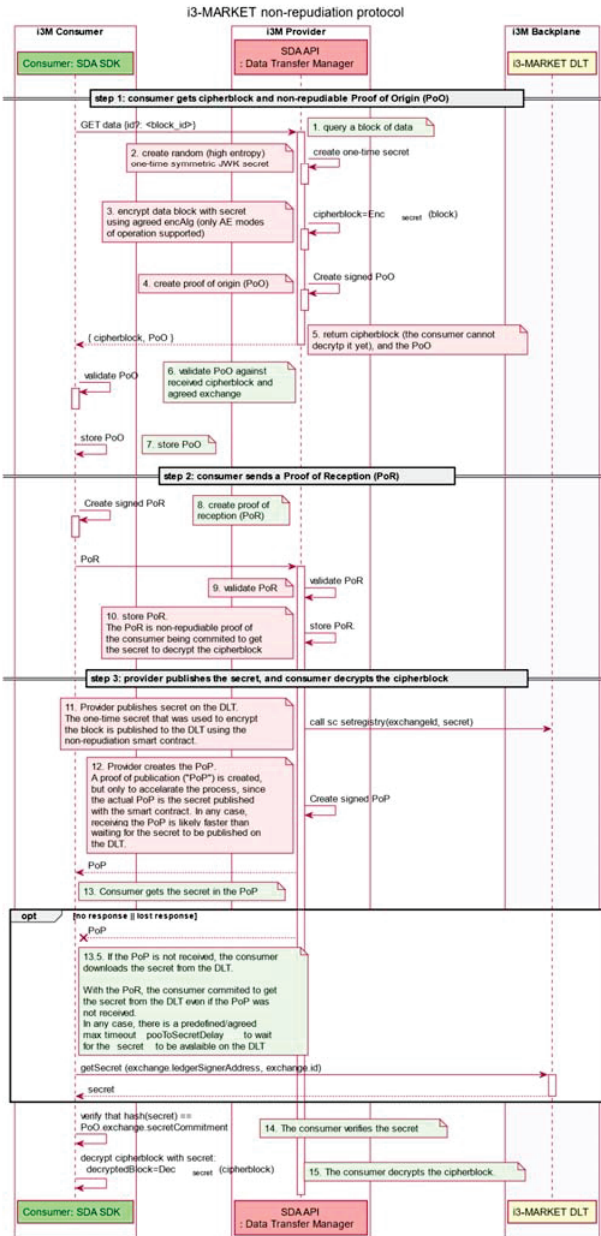 i3-MARKET non-repudiation protocol
i3M Consumer
i3M Provider
i3M Backplane
Consumer: SDA SDK
SDA API
: Data Transfer Manager
i3-MARKET DLT
step 1: consumer gets cipherblock and non-repudiable Proof of Origin (PoO)
GET data {id?: <block_id>}
1. query a block of data
2. create random (high entropy)
one-time symmetric JWK secret
create one-time secret
3. encrypt data block with secret
using agreed encAlg (only AE modes
of operation supported)
cipherblock=Enc secret (block)
4. create proof of origin (PoO)
Create signed PoO
{ cipherblock, PoO }
5. return cipherblock (the consumer cannot
decrytp it yet), and the PoO
validate PoO
6. validate PoO against
received cipherblock and
agreed exchange
store PoO
7. store PoO
step 2: consumer sends a Proof of Reception (PoR)
Create signed PoR
8. create proof of
reception (PoR)
PoR
9. validate PoR
validate PoR
10. store PoR.
The PoR is non-repudiable proof of
the consumer being commited to get
the secret to decrypt the cipherblock
store PoR.
step 3: provider publishes the secret, and consumer decrypts the cipherblock
11. Provider publishes secret on the DLT.
The one-time secret that was used to encrypt
the block is published to the DLT using the
non-repudiation smart contract.
call sc setregistry(exchangeId, secret)
12. Provider creates the PoP.
A proof of publication ("PoP") is created,
but only to accelarate the process, since
the actual PoP is the secret published
with the smart contract. In any case,
receiving the PoP is likely faster than
waiting for the secret to be published on
the DLT.
Create signed PoP
PoP
13. Consumer gets the secret in the PoP
opt
[no response || lost response]
PoP
13.5. If the PoP is not received, the consumer
downloads the secret from the DLT.
With the PoR, the consumer commited to get
the secret from the DLT even if the PoP was
not received.
In any case, there is a predefined/agreed
max timeout pooToSecretDelay to wait
for the secret to be avalaible on the DLT
getSecret (exchange.ledgerSignerAddress, exchange.id)
secret
verify that hash(secret) ==
PoO.exchange.secretCommitment
14. The consumer verifies the secret
decrypt cipherblock with secret:
decryptedBlock=Dec secret (cipherblock)
15. The consumer decrypts the cipherblock.
Consumer: SDA SDK
SDA API
: Data Transfer Manager
i3-MARKET DLT